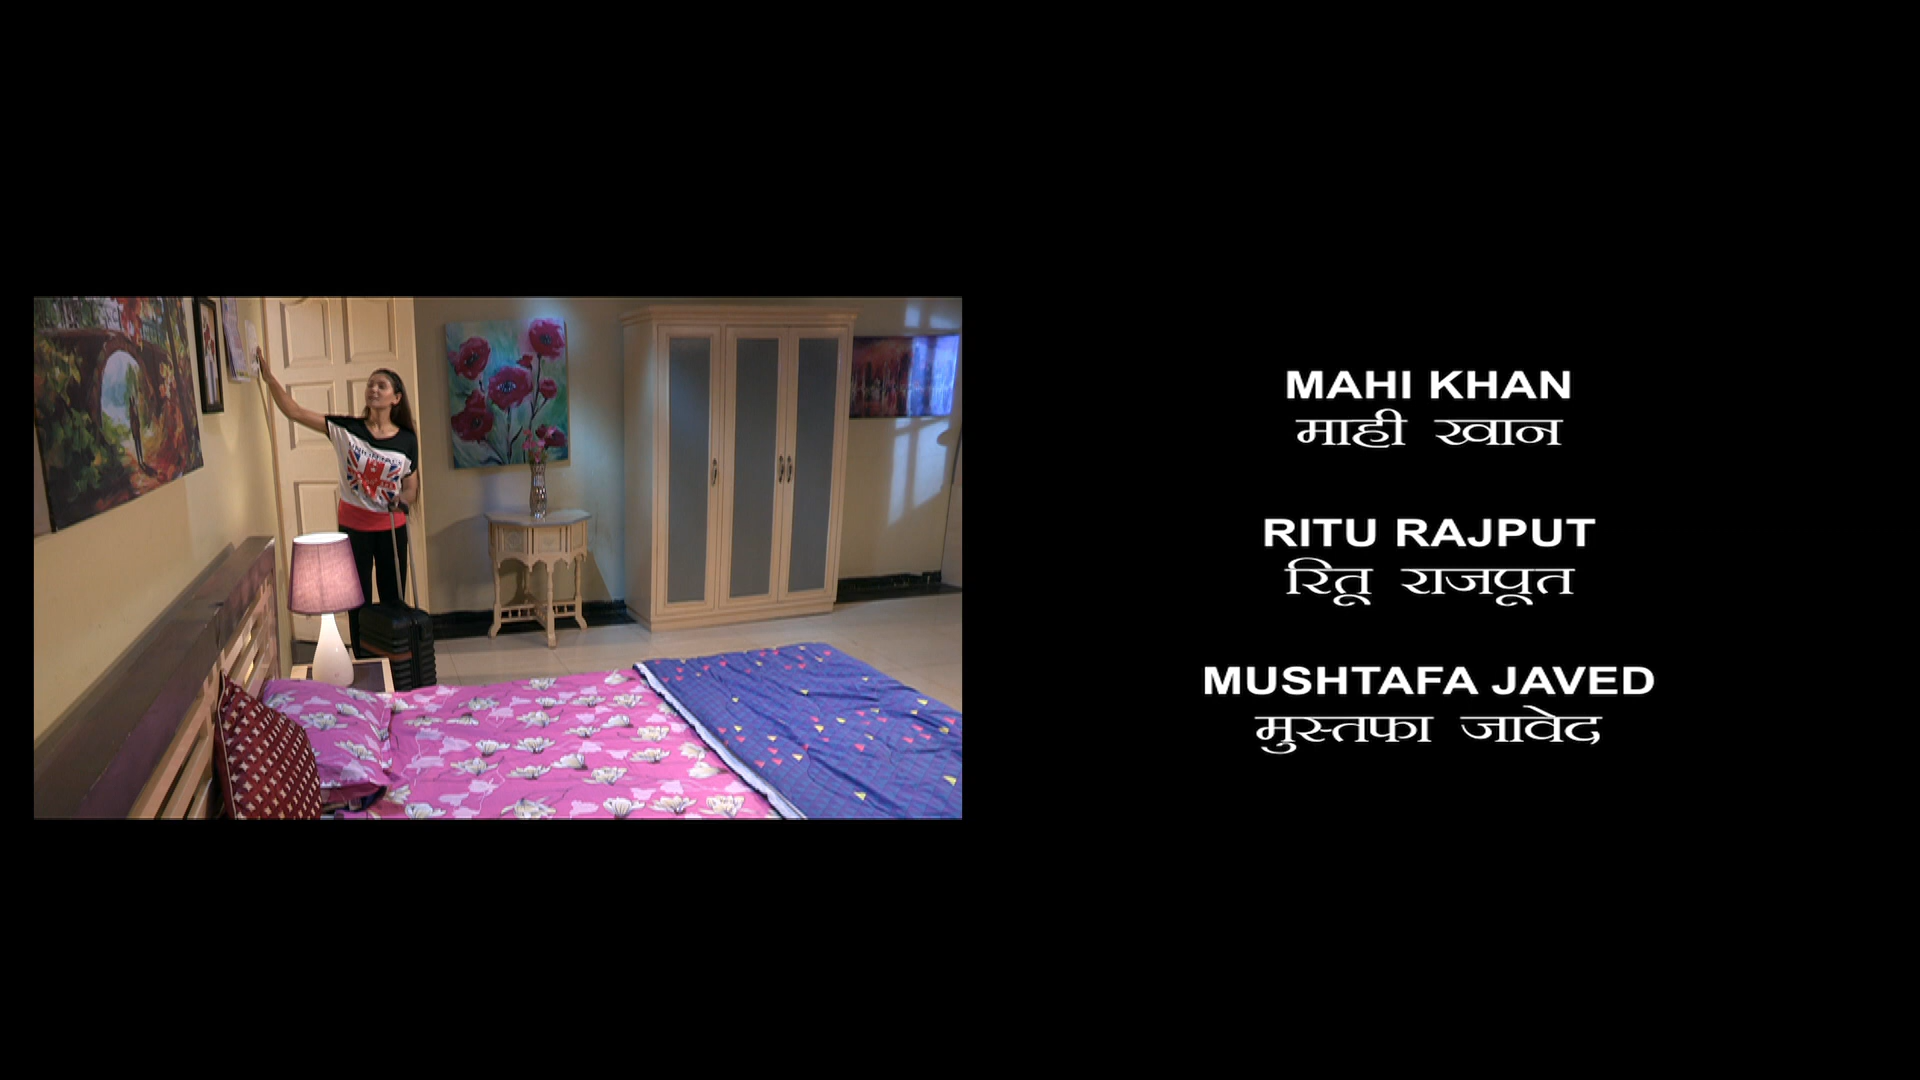 MAHI KHAN
माही खान
RITU RAJPUT
रितू राजपूत
MUSHTAFA JAVED
मुस्तफा जावेद